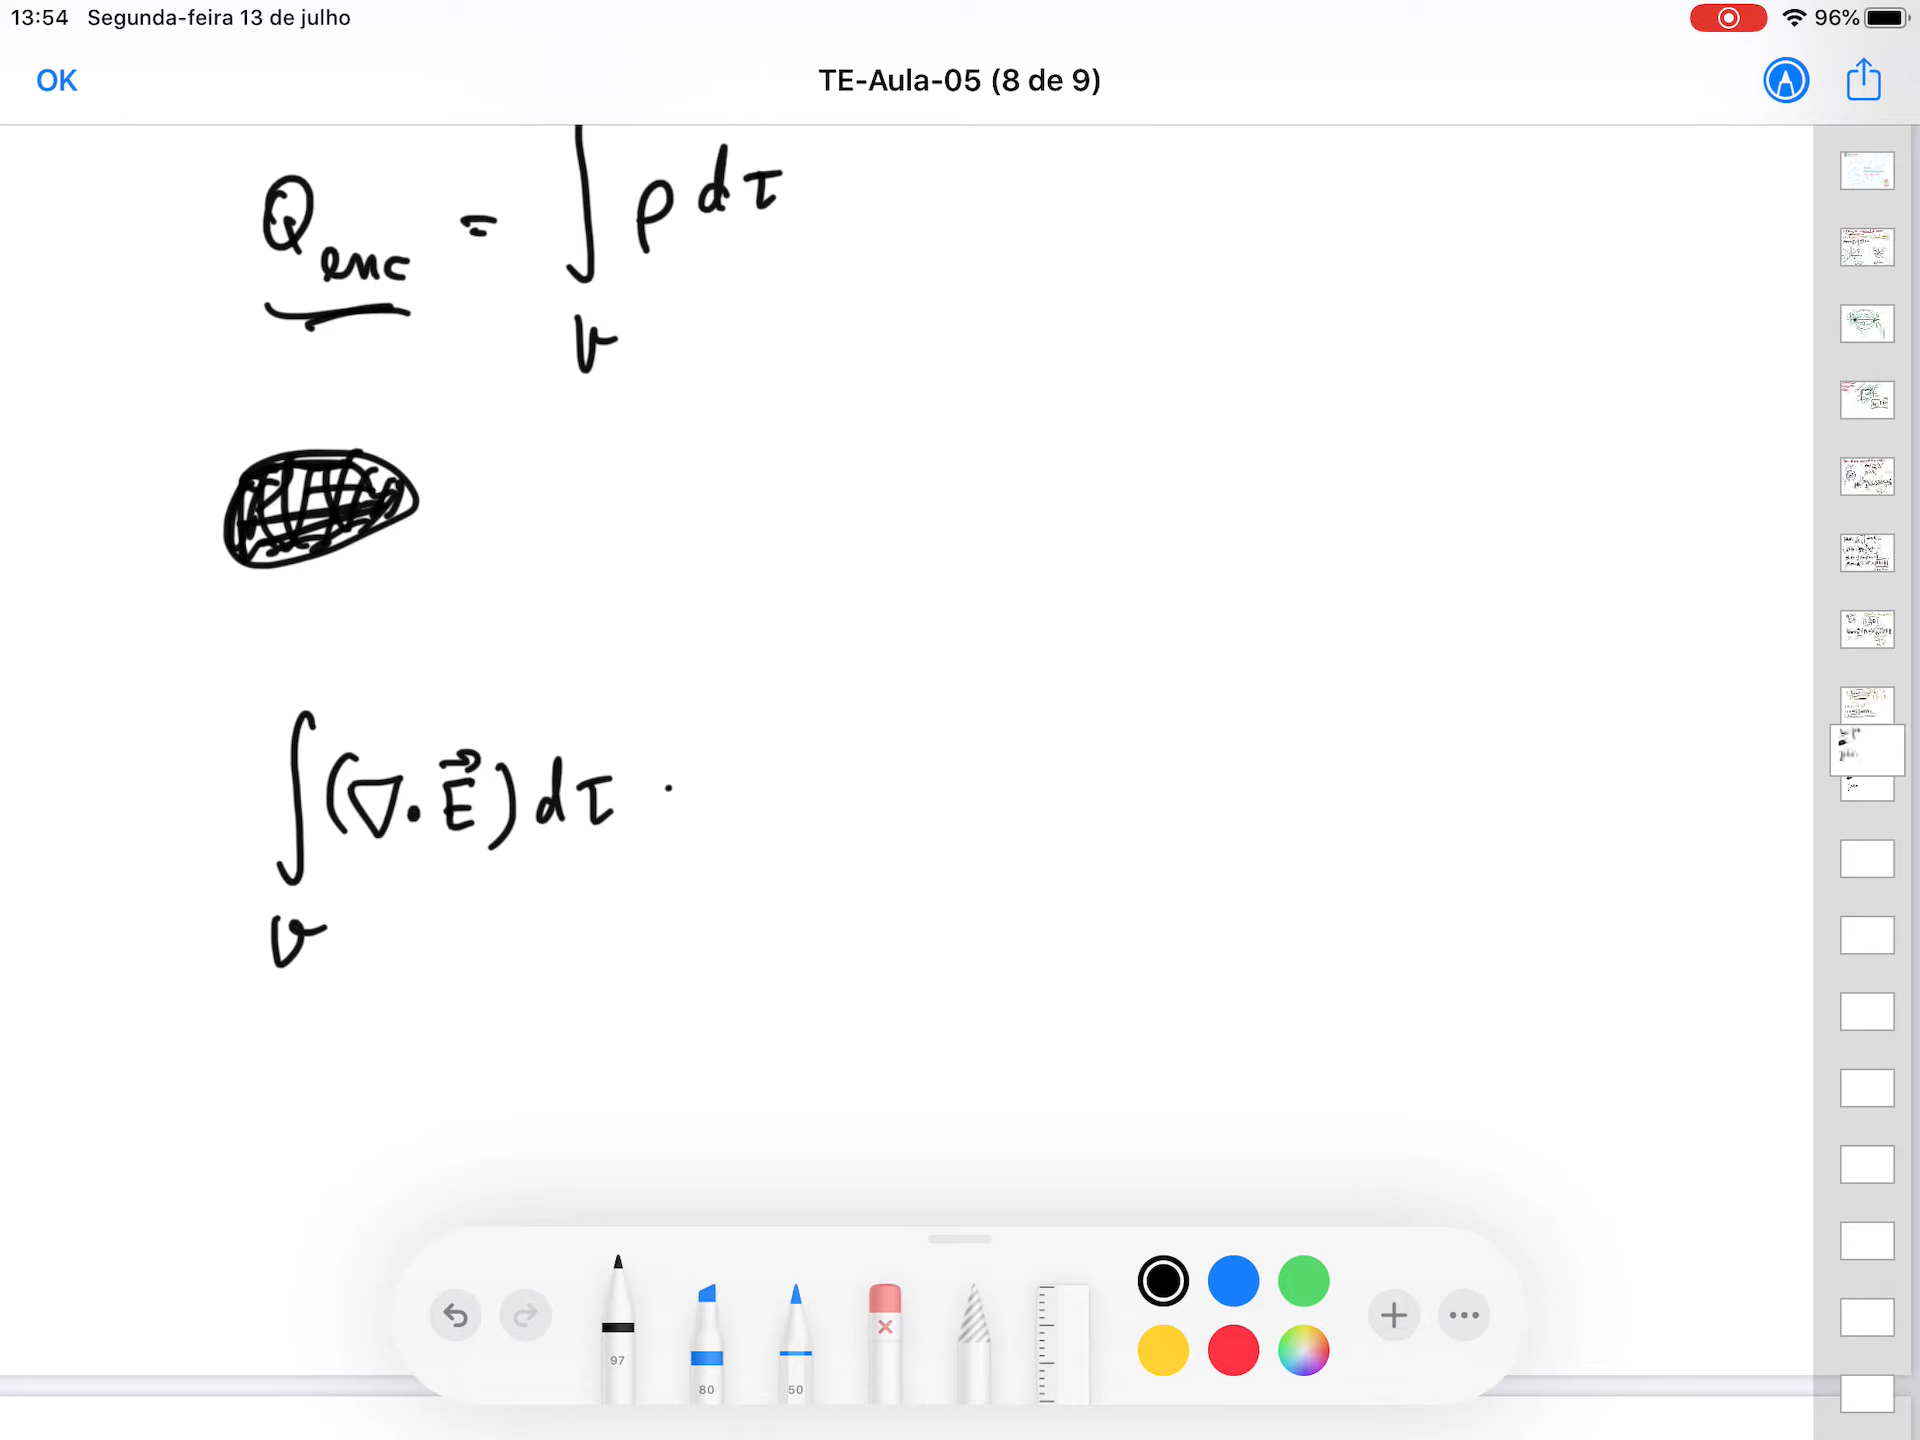 13:54 Segunda-feira 13 de julho 96%
OK TE-Aula-05 (8 de 9)
Q_enc = ∫_V ρ dτ
∫_V (∇·E⃗) dτ ·
97 80 50